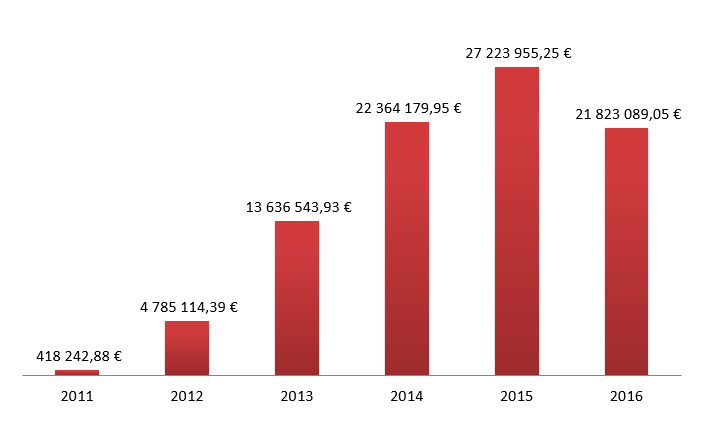 27 223 955,25 €
22 364 179,95 €
21 823 089,05 €
13 636 543,93 €
4 785 114,39 €
418 242,88 €
2011 2012 2013 2014 2015 2016